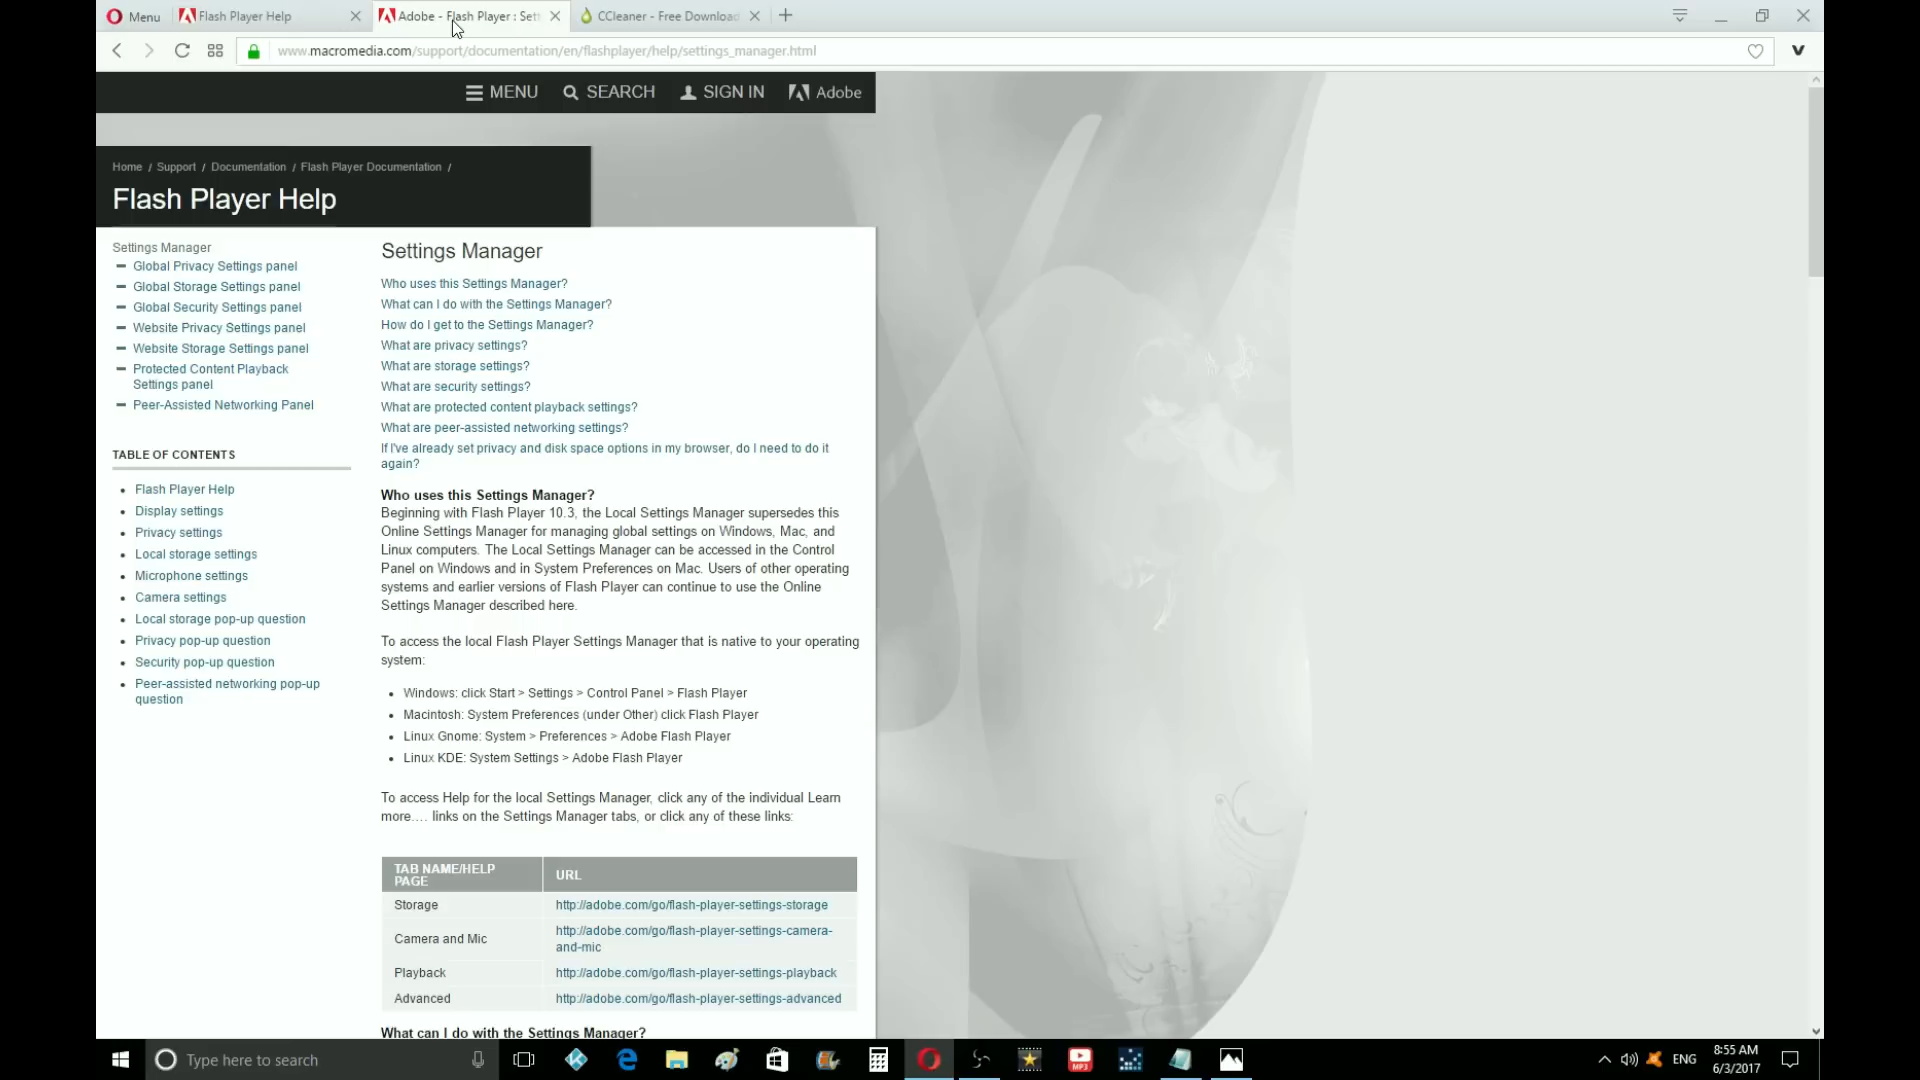 Menu
Flash Player Help
Adobe - Flash Player : Sett
CCleaner - Free Download
www.macromedia.com/support/documentation/en/flashplayer/help/settings_manager.html
MENU
SEARCH
SIGN IN
Adobe
Home / Support / Documentation / Flash Player Documentation /
Flash Player Help
Settings Manager
Global Privacy Settings panel
Global Storage Settings panel
Global Security Settings panel
Website Privacy Settings panel
Website Storage Settings panel
Protected Content Playback
Settings panel
Peer-Assisted Networking Panel
TABLE OF CONTENTS
Flash Player Help
Display settings
Privacy settings
Local storage settings
Microphone settings
Camera settings
Local storage pop-up question
Privacy pop-up question
Security pop-up question
Peer-assisted networking pop-up
question
Settings Manager
Who uses this Settings Manager?
What can I do with the Settings Manager?
How do I get to the Settings Manager?
What are privacy settings?
What are storage settings?
What are security settings?
What are protected content playback settings?
What are peer-assisted networking settings?
If I've already set privacy and disk space options in my browser, do I need to do it
again?
Who uses this Settings Manager?
Beginning with Flash Player 10.3, the Local Settings Manager supersedes this
Online Settings Manager for managing global settings on Windows, Mac, and
Linux computers. The Local Settings Manager can be accessed in the Control
Panel on Windows and in System Preferences on Mac. Users of other operating
systems and earlier versions of Flash Player can continue to use the Online
Settings Manager described here.
To access the local Flash Player Settings Manager that is native to your operating
system:
Windows: click Start > Settings > Control Panel > Flash Player
Macintosh: System Preferences (under Other) click Flash Player
Linux Gnome: System > Preferences > Adobe Flash Player
Linux KDE: System Settings > Adobe Flash Player
To access Help for the local Settings Manager, click any of the individual Learn
more.... links on the Settings Manager tabs, or click any of these links:
TAB NAME/HELP
PAGE
URL
Storage
http://adobe.com/go/flash-player-settings-storage
Camera and Mic
http://adobe.com/go/flash-player-settings-camera-
and-mic
Playback
http://adobe.com/go/flash-player-settings-playback
Advanced
http://adobe.com/go/flash-player-settings-advanced
What can I do with the Settings Manager?
Type here to search
MP3
ENG
8:55 AM
6/3/2017